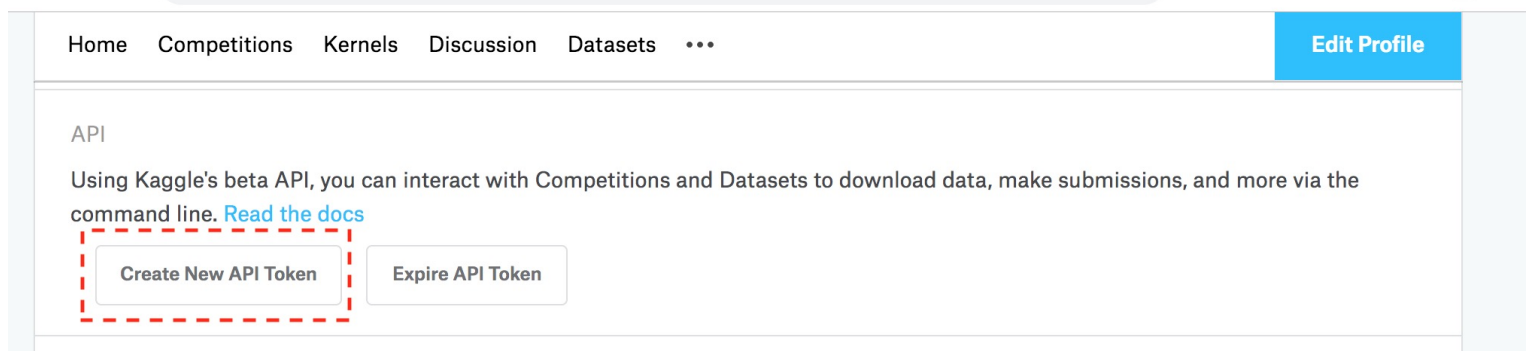 Home Competitions Kernels Discussion Datasets •••
Edit Profile
API
Using Kaggle's beta API, you can interact with Competitions and Datasets to download data, make submissions, and more via the
command line. Read the docs
Create New API Token Expire API Token